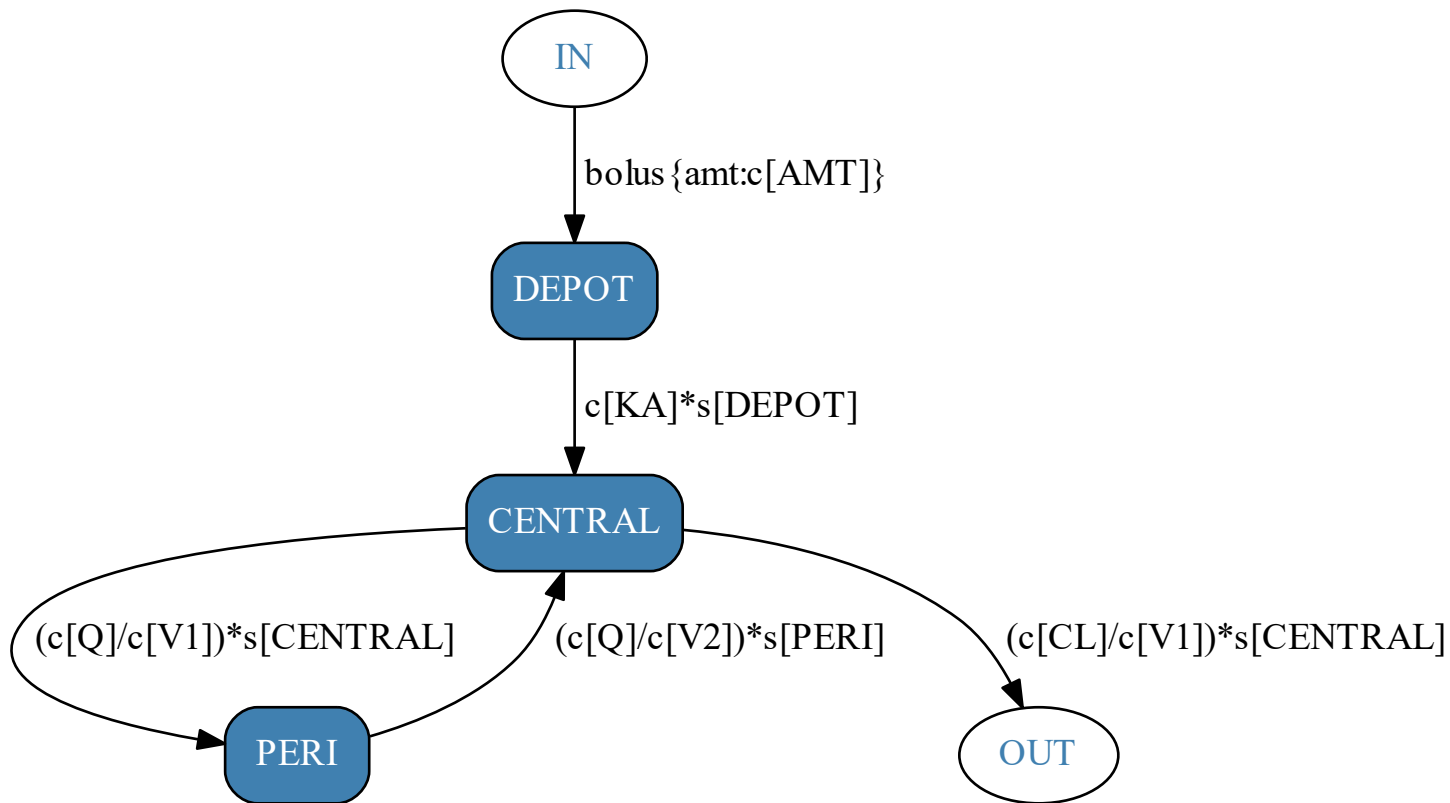 IN
bolus{amt:c[AMT]}
DEPOT
c[KA]*s[DEPOT]
CENTRAL
(c[Q]/c[V1])*s[CENTRAL]
(c[Q]/c[V2])*s[PERI]
(c[CL]/c[V1])*s[CENTRAL]
PERI
OUT